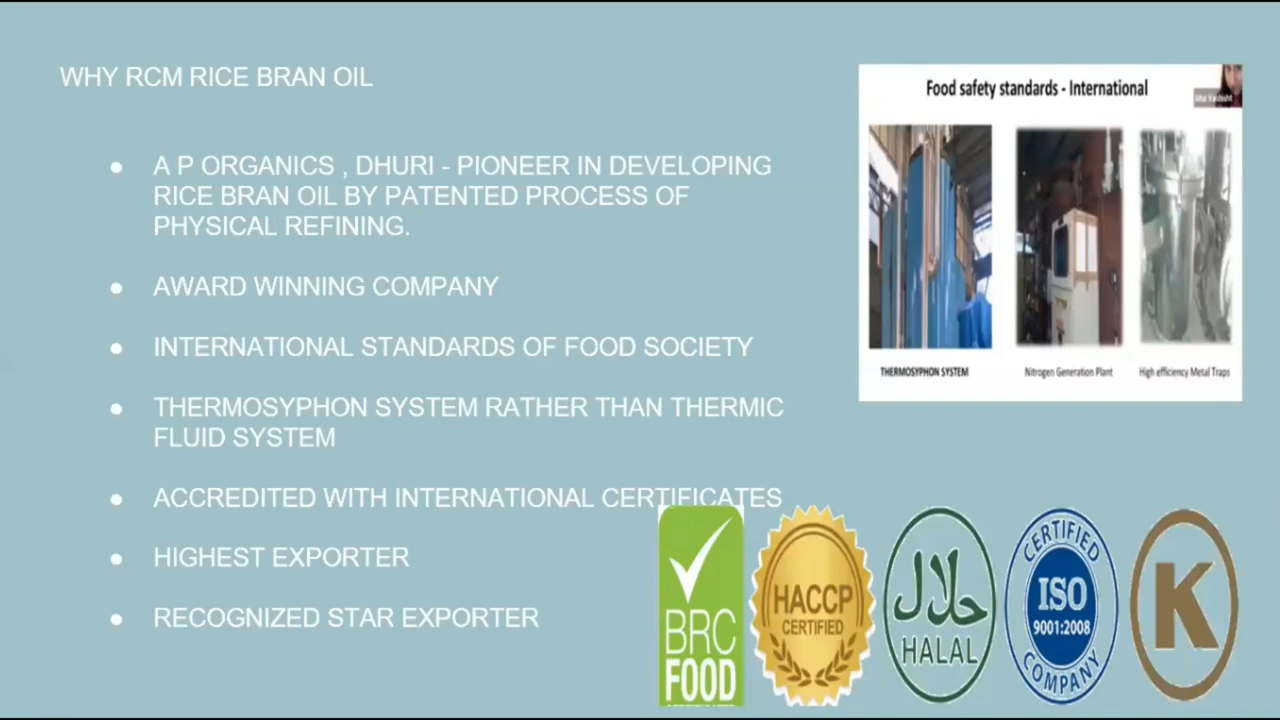 WHY RCM RICE BRAN OIL
● A P ORGANICS , DHURI - PIONEER IN DEVELOPING
RICE BRAN OIL BY PATENTED PROCESS OF
PHYSICAL REFINING.
● AWARD WINNING COMPANY
● INTERNATIONAL STANDARDS OF FOOD SOCIETY
● THERMOSYPHON SYSTEM RATHER THAN THERMIC
FLUID SYSTEM
● ACCREDITED WITH INTERNATIONAL CERTIFICATES
● HIGHEST EXPORTER
● RECOGNIZED STAR EXPORTER
Food safety standards - International
THERMOSYPHON SYSTEM
Nitrogen Generation Plant
High efficiency Metal Traps
BRC
FOOD
HACCP
CERTIFIED
حلال
HALAL
CERTIFIED
ISO
9001:2008
COMPANY
K